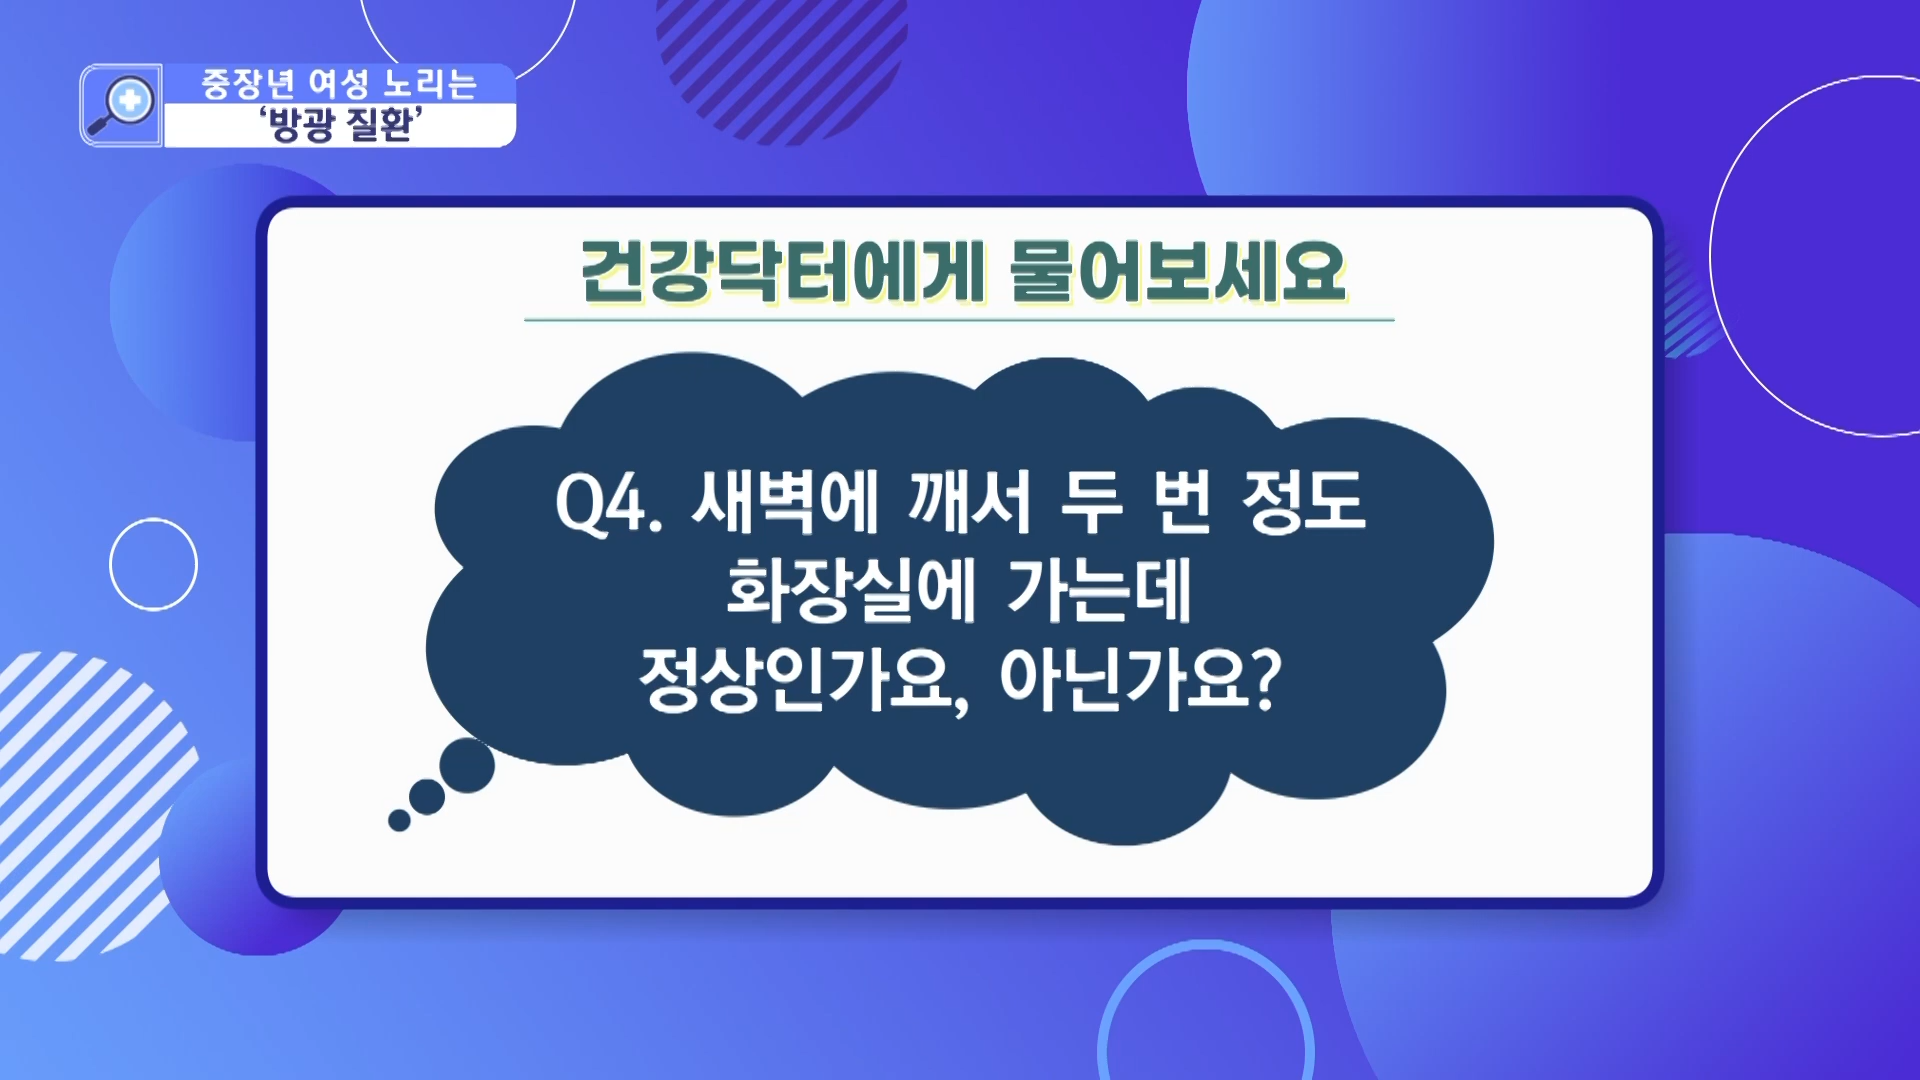 중장년 여성 노리는
‘방광 질환’
건강닥터에게 물어보세요
Q4. 새벽에 깨서 두 번 정도
화장실에 가는데
정상인가요, 아닌가요?